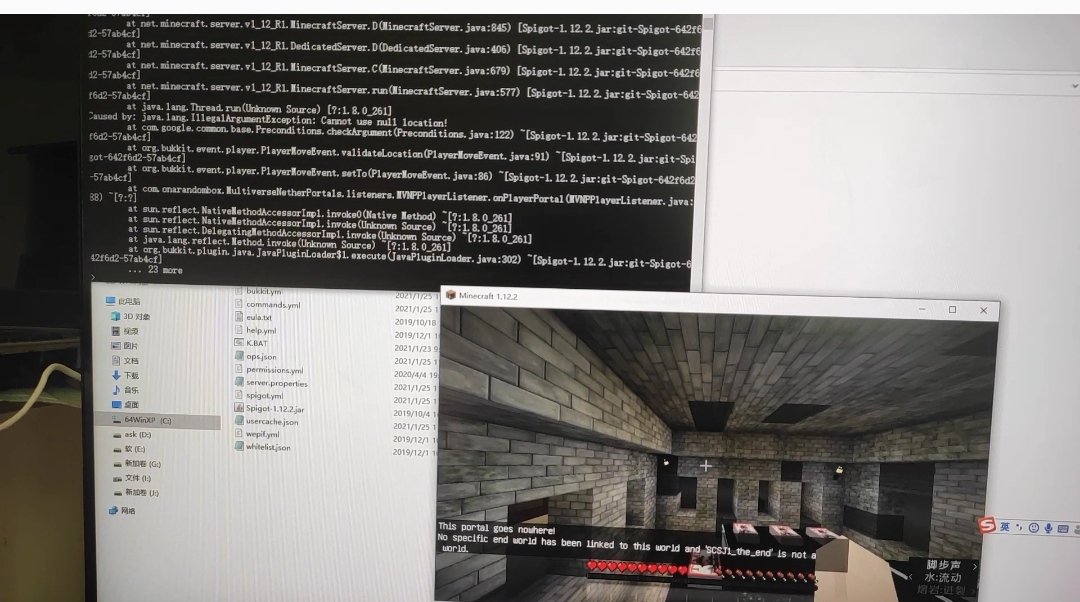 at net.minecraft.server.v1_12_R1.MinecraftServer.D(MinecraftServer.java:845) [Spigot-1.12.2.jar:git-Spigot-642f6
d2-57ab4cf]
at net.minecraft.server.v1_12_R1.DedicatedServer.D(DedicatedServer.java:406) [Spigot-1.12.2.jar:git-Spigot-642f6
d2-57ab4cf]
at net.minecraft.server.v1_12_R1.MinecraftServer.C(MinecraftServer.java:679) [Spigot-1.12.2.jar:git-Spigot-642f6
d2-57ab4cf]
at net.minecraft.server.v1_12_R1.MinecraftServer.run(MinecraftServer.java:577) [Spigot-1.12.2.jar:git-Spigot-642
f6d2-57ab4cf]
at java.lang.Thread.run(Unknown Source) [?:1.8.0_261]
Caused by: java.lang.IllegalArgumentException: Cannot use null location!
at com.google.common.base.Preconditions.checkArgument(Preconditions.java:122) ~[Spigot-1.12.2.jar:git-Spigot-642
f6d2-57ab4cf]
at org.bukkit.event.player.PlayerMoveEvent.validateLocation(PlayerMoveEvent.java:91) ~[Spigot-1.12.2.jar:git-Spi
got-642f6d2-57ab4cf]
at org.bukkit.event.player.PlayerMoveEvent.setTo(PlayerMoveEvent.java:86) ~[Spigot-1.12.2.jar:git-Spigot-642f6d2
-57ab4cf]
at com.onarandombox.MultiverseNetherPortals.listeners.MVNPPlayerListener.onPlayerPortal(MVNPPlayerListener.java:
88) ~[?:?]
at sun.reflect.NativeMethodAccessorImpl.invoke0(Native Method) ~[?:1.8.0_261]
at sun.reflect.NativeMethodAccessorImpl.invoke(Unknown Source) ~[?:1.8.0_261]
at sun.reflect.DelegatingMethodAccessorImpl.invoke(Unknown Source) ~[?:1.8.0_261]
at java.lang.reflect.Method.invoke(Unknown Source) ~[?:1.8.0_261]
at org.bukkit.plugin.java.JavaPluginLoader$1.execute(JavaPluginLoader.java:302) ~[Spigot-1.12.2.jar:git-Spigot-6
42f6d2-57ab4cf]
... 23 more
>
此电脑
3D 对象
视频
图片
文档
下载
音乐
桌面
64WinXP (C:)
ask (D:)
软 (E:)
新加卷 (G:)
文件 (I:)
新加卷 (J:)
网络
bukkit.ym 2021/1/25 1
commands.yml 2021/1/25 1
eula.txt 2019/10/18
help.yml 2019/12/1 1
K.BAT 2021/1/23 9:
ops.json 2021/1/25 1
permissions.yml 2020/4/4 19:
server.properties 2021/1/25 1
spigot.yml 2021/1/25 1
Spigot-1.12.2.jar 2019/10/4 1
usercache.json 2021/1/25 1
wepif.yml 2019/12/1 1
whitelist.json 2019/12/1 1
Minecraft 1.12.2
This portal goes nowhere!
No specific end world has been linked to this world and 'SCSJ1_the_end' is not a
world.
脚步声 >
< 水:流动
熔岩:迸裂
S 英